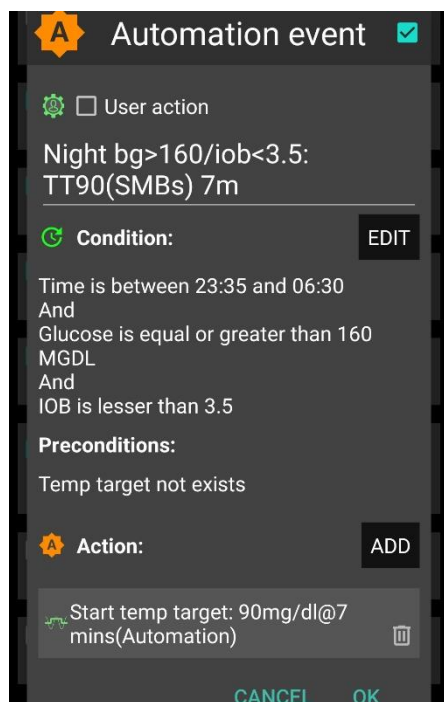 A Automation event
User action
Night bg>160/iob<3.5:
TT90(SMBs) 7m
Condition:
EDIT
Time is between 23:35 and 06:30
And
Glucose is equal or greater than 160
MGDL
And
IOB is lesser than 3.5
Preconditions:
Temp target not exists
A Action:
ADD
Start temp target: 90mg/dl@7
mins(Automation)
CANCEL OK